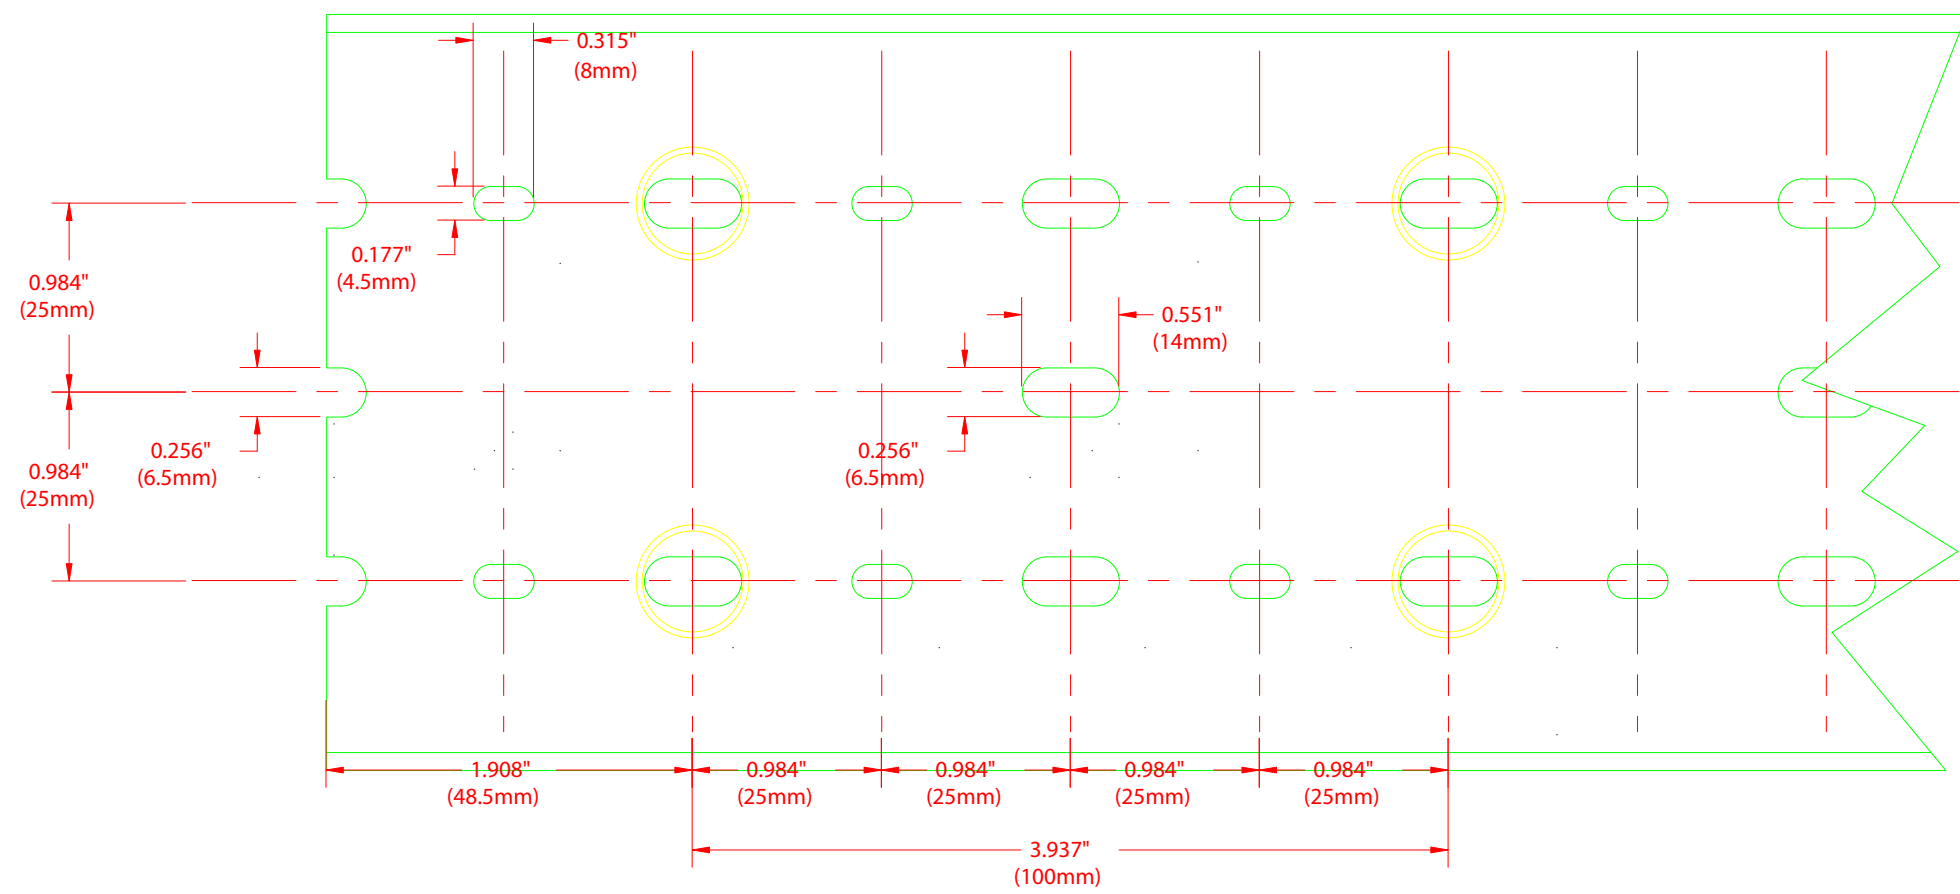 0.315"
(8mm)
0.177"
(4.5mm)
0.984"
(25mm)
0.551"
(14mm)
0.256"
(6.5mm)
0.256"
(6.5mm)
0.984"
(25mm)
1.908"
(48.5mm)
0.984"
(25mm)
0.984"
(25mm)
0.984"
(25mm)
0.984"
(25mm)
3.937"
(100mm)